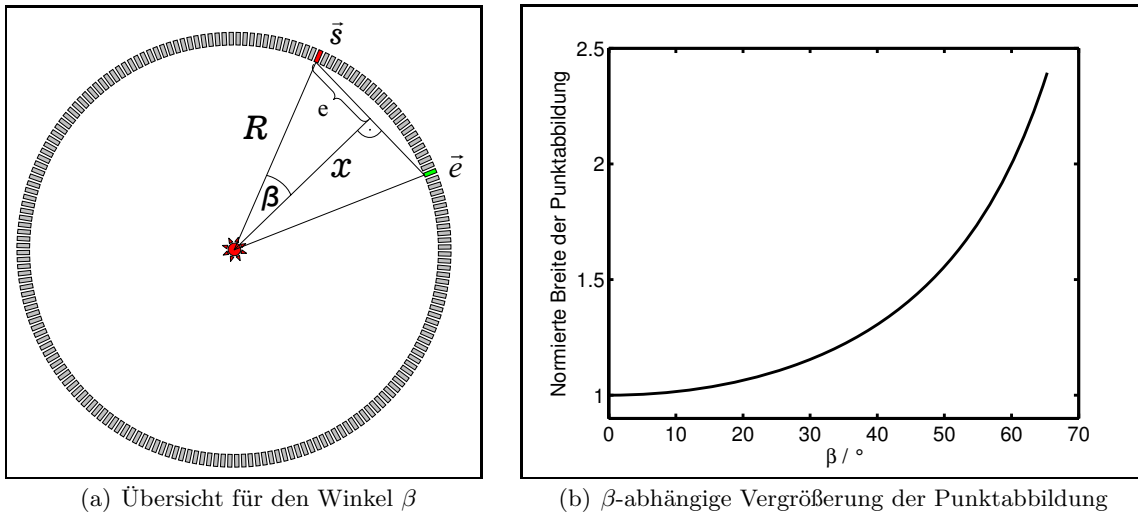 s⃗
e
R
x
β
e⃗
Normierte Breite der Punktabbildung
2.5
2
1.5
1
0 10 20 30 40 50 60 70
β / °
(a) Übersicht für den Winkel β
(b) β-abhängige Vergrößerung der Punktabbildung